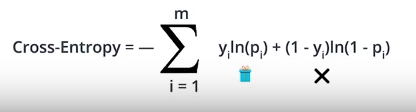 m
Cross-Entropy = — ∑ yᵢln(pᵢ) + (1 - yᵢ)ln(1 - pᵢ)
i = 1